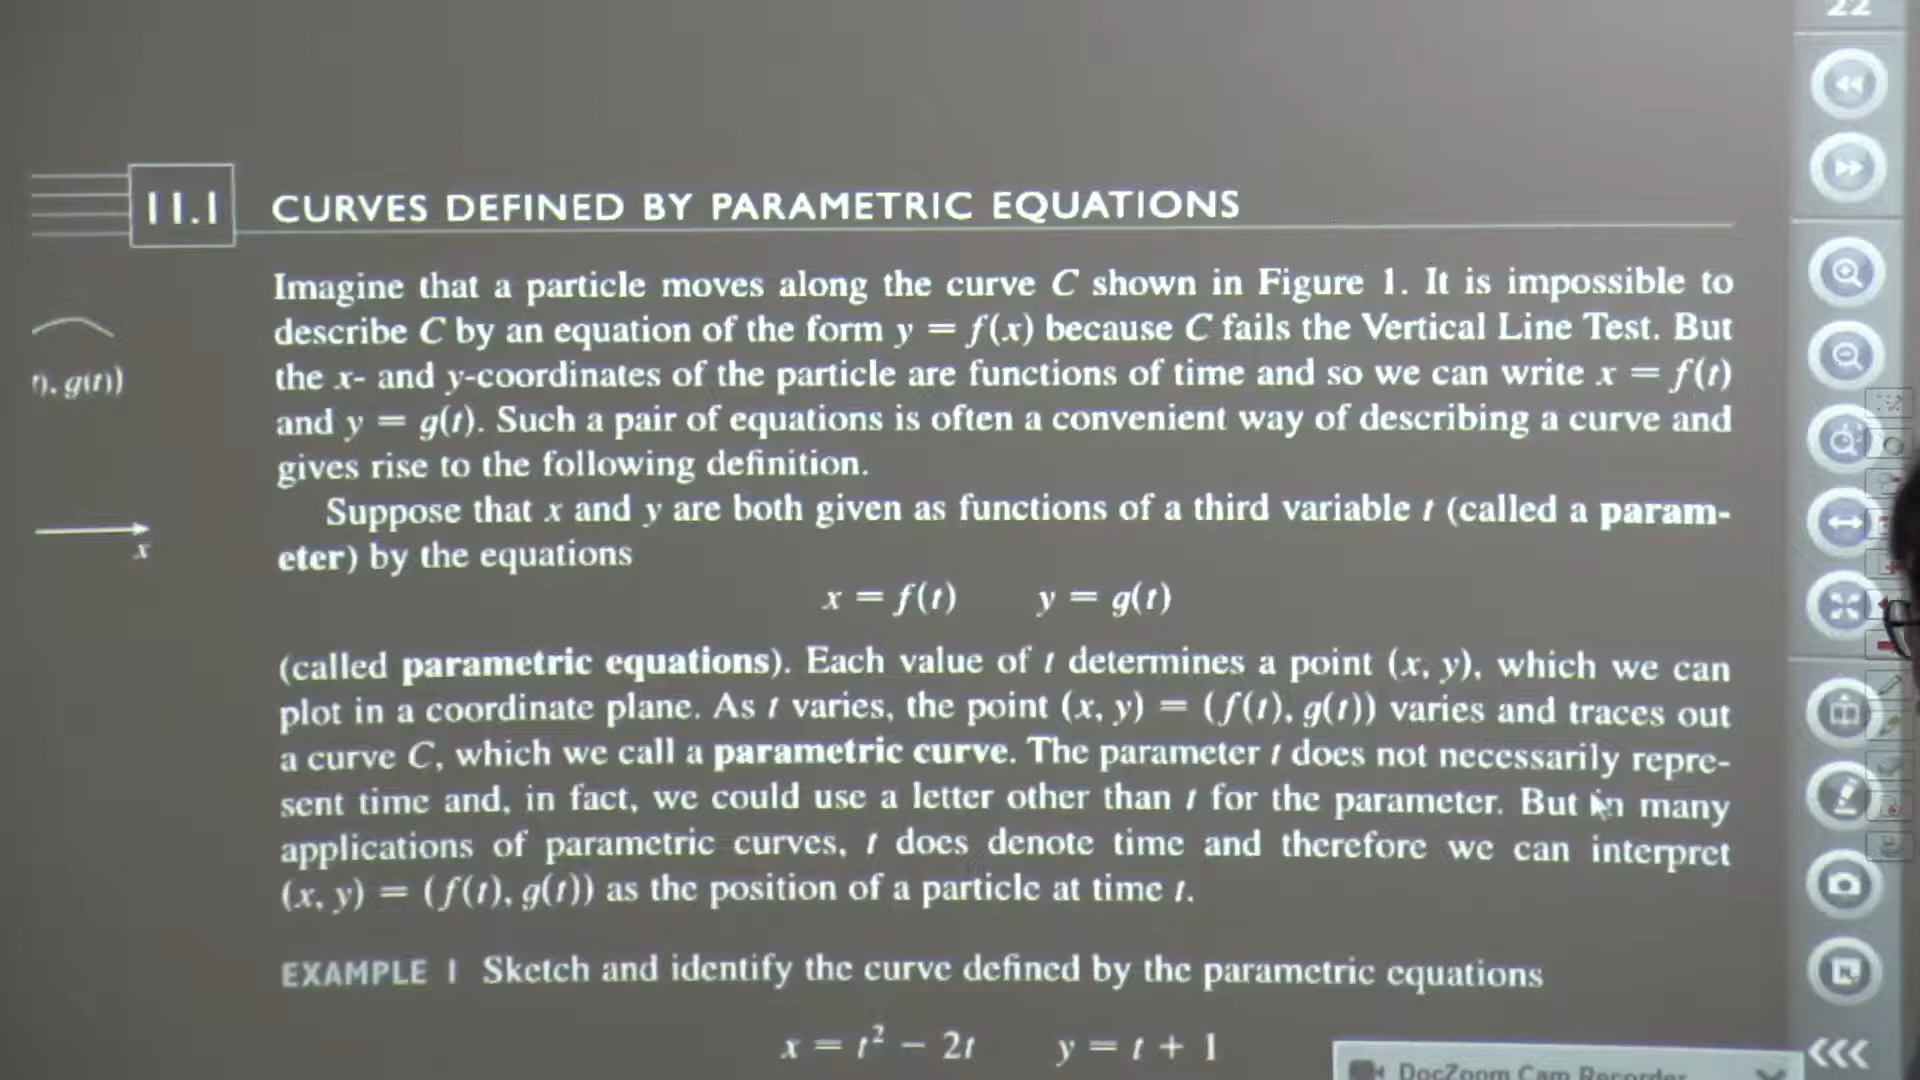 22
11.1 CURVES DEFINED BY PARAMETRIC EQUATIONS
Imagine that a particle moves along the curve C shown in Figure 1. It is impossible to
describe C by an equation of the form y = f(x) because C fails the Vertical Line Test. But
the x- and y-coordinates of the particle are functions of time and so we can write x = f(t)
and y = g(t). Such a pair of equations is often a convenient way of describing a curve and
gives rise to the following definition.
t), g(t))
x
Suppose that x and y are both given as functions of a third variable t (called a param-
eter) by the equations
x = f(t) y = g(t)
(called parametric equations). Each value of t determines a point (x, y), which we can
plot in a coordinate plane. As t varies, the point (x, y) = (f(t), g(t)) varies and traces out
a curve C, which we call a parametric curve. The parameter t does not necessarily repre-
sent time and, in fact, we could use a letter other than t for the parameter. But in many
applications of parametric curves, t does denote time and therefore we can interpret
(x, y) = (f(t), g(t)) as the position of a particle at time t.
EXAMPLE 1 Sketch and identify the curve defined by the parametric equations
x = t² − 2t y = t + 1
DocZoom Cam Recorder